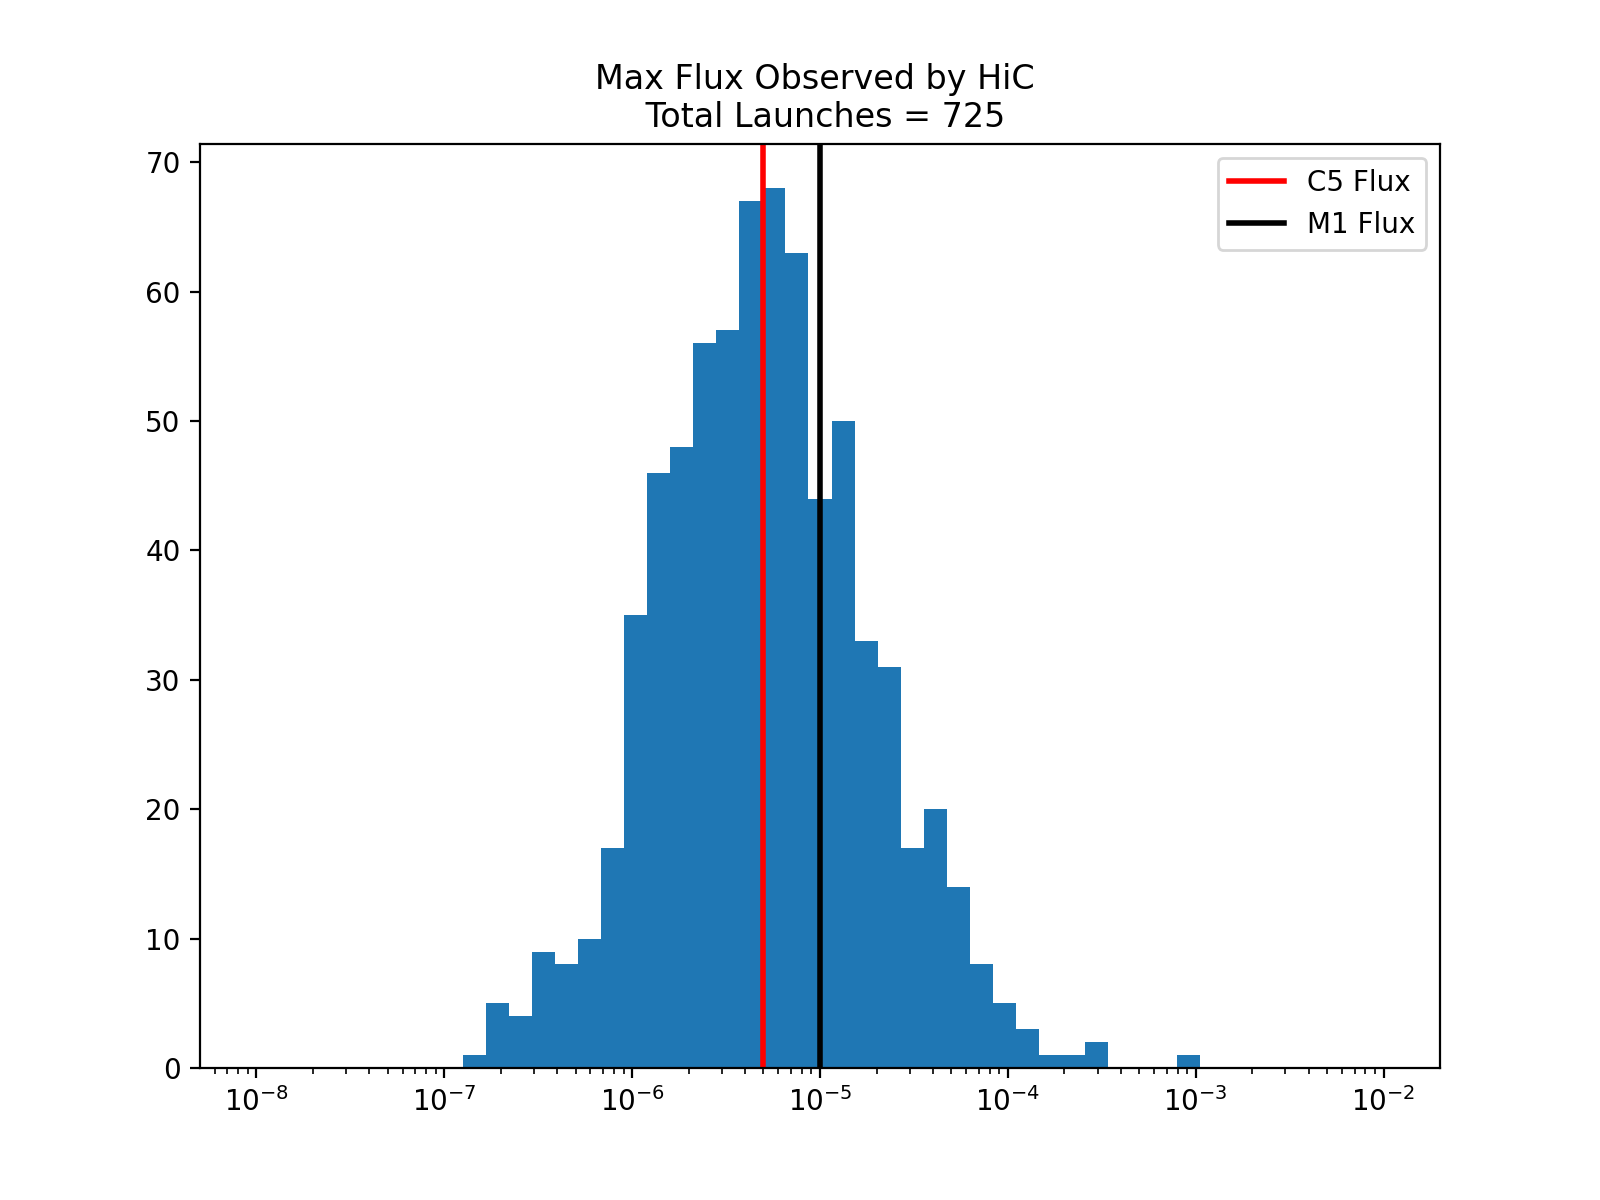 Max Flux Observed by HiC
Total Launches = 725
C5 Flux
M1 Flux
70
60
50
40
30
20
10
0
10⁻⁸ 10⁻⁷ 10⁻⁶ 10⁻⁵ 10⁻⁴ 10⁻³ 10⁻²